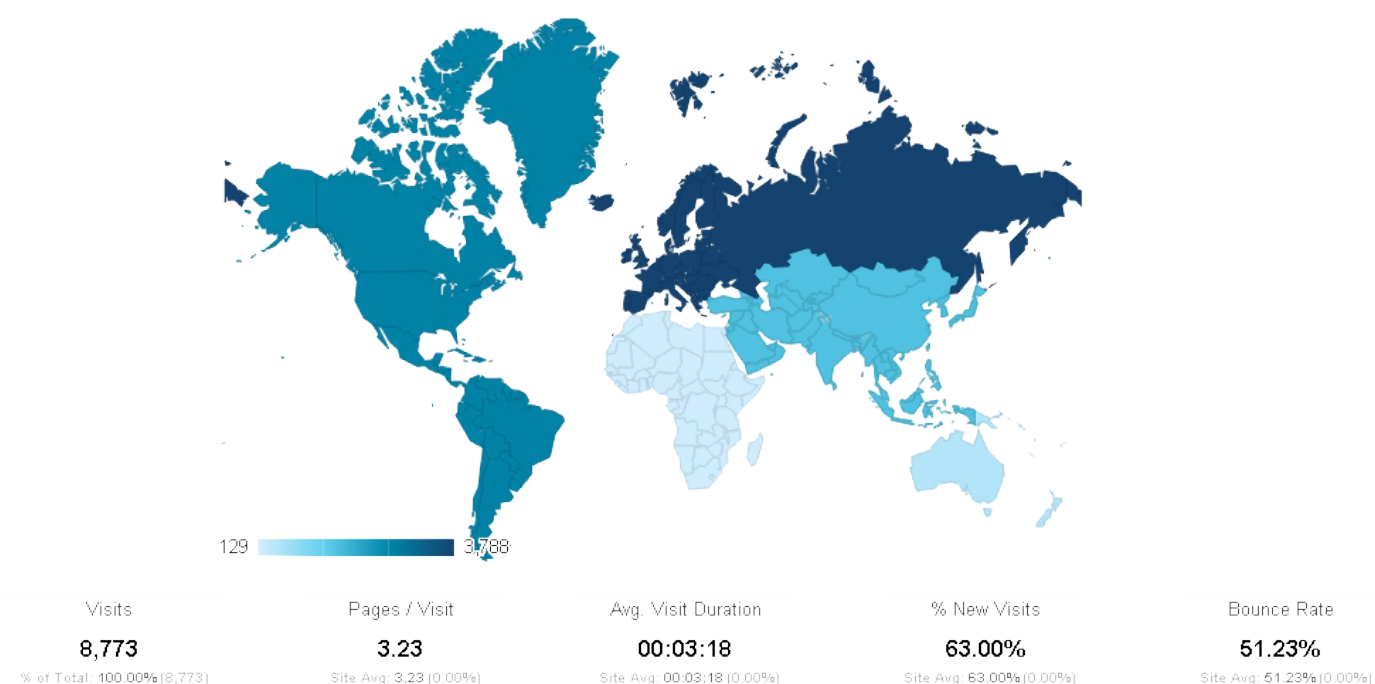 129 3,788
Visits Pages / Visit Avg. Visit Duration % New Visits Bounce Rate
8,773 3.23 00:03:18 63.00% 51.23%
% of Total: 100.00% (8,773) Site Avg: 3.23 (0.00%) Site Avg: 00:03:18 (0.00%) Site Avg: 63.00% (0.00%) Site Avg: 51.23% (0.00%)